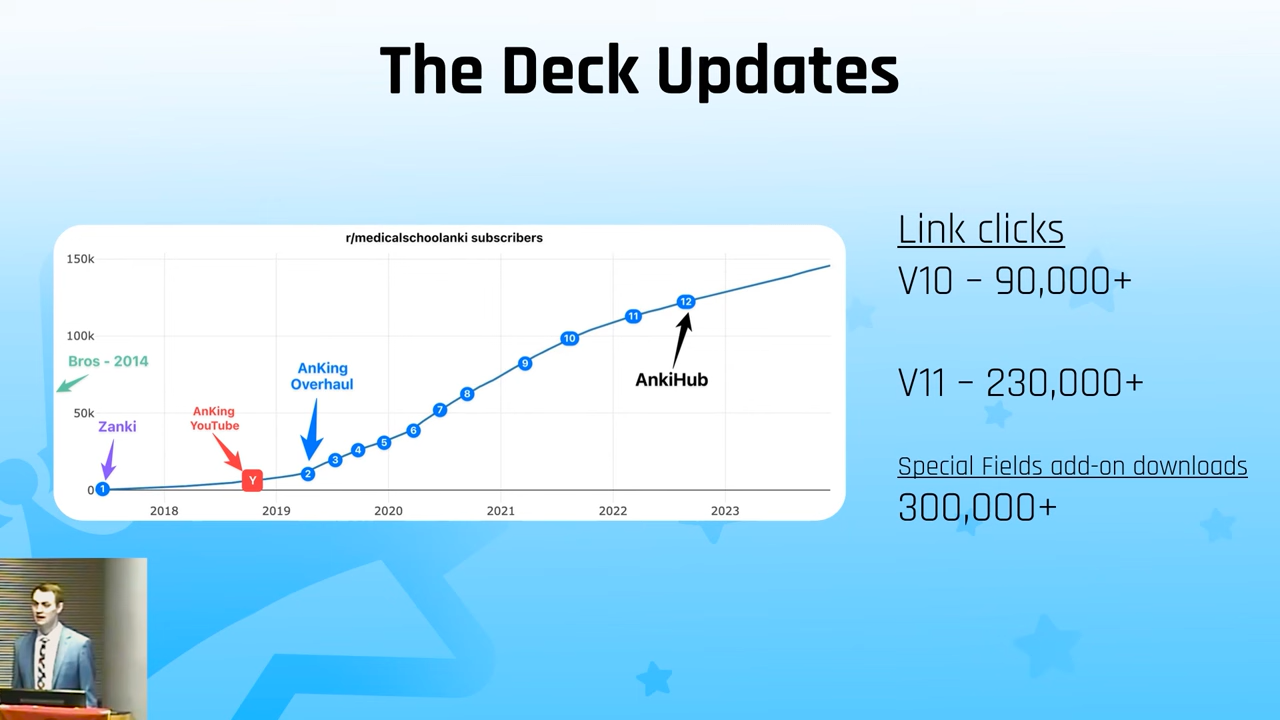 The Deck Updates
r/medicalschoolanki subscribers
150k
100k
50k
0
Bros - 2014
Zanki
AnKing
YouTube
AnKing
Overhaul
AnkiHub
1
Y
2
3
4
5
6
7
8
9
10
11
12
2018
2019
2020
2021
2022
2023
Link clicks
V10 – 90,000+
V11 – 230,000+
Special Fields add-on downloads
300,000+